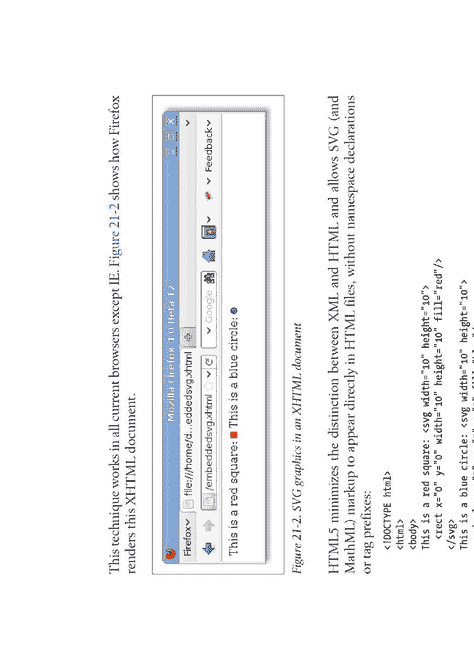 This technique works in all current browsers except IE. Figure 21-2 shows how Firefox
renders this XHTML document.
Mozilla Firefox 4.0 Beta 12
Firefox
file:///home/d...eddedsvg.xhtml
/embeddedsvg.xhtml
Google
Feedback
This is a red square: This is a blue circle:
Figure 21-2. SVG graphics in an XHTML document
HTML5 minimizes the distinction between XML and HTML and allows SVG (and
MathML) markup to appear directly in HTML files, without namespace declarations
or tag prefixes:
<!DOCTYPE html>
<html>
<body>
This is a red square: <svg width="10" height="10">
<rect x="0" y="0" width="10" height="10" fill="red"/>
</svg>
This is a blue circle: <svg width="10" height="10">